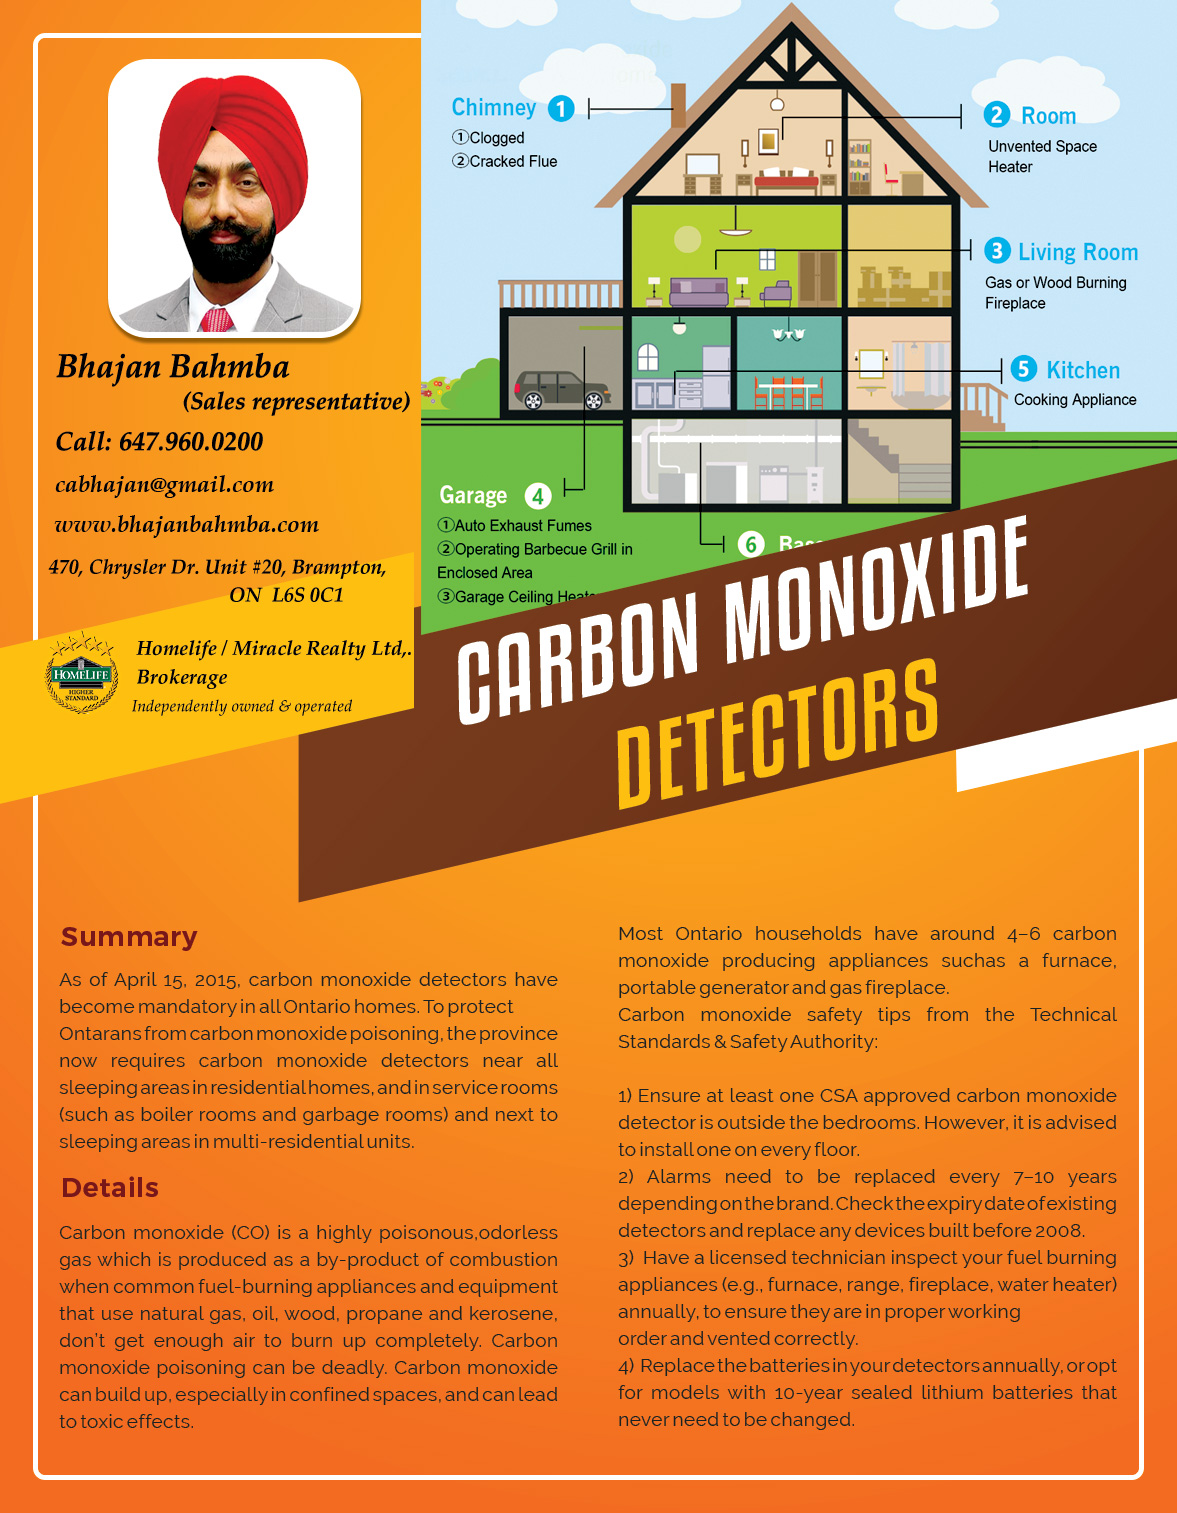 Bhajan Bahmba
(Sales representative)
Call: 647.960.0200
cabhajan@gmail.com
www.bhajanbahmba.com
470, Chrysler Dr. Unit #20, Brampton,
ON L6S 0C1
HOMELIFE
HIGHER
STANDARD
Homelife / Miracle Realty Ltd,.
Brokerage
Independently owned & operated
Chimney 1
①Clogged
②Cracked Flue
2 Room
Unvented Space
Heater
3 Living Room
Gas or Wood Burning
Fireplace
5 Kitchen
Cooking Appliance
Garage 4
①Auto Exhaust Fumes
②Operating Barbecue Grill in
Enclosed Area
③Garage Ceiling
6
CARBON MONOXIDE
DETECTORS
Summary
As of April 15, 2015, carbon monoxide detectors have
become mandatory in all Ontario homes. To protect
Ontarans from carbon monoxide poisoning, the province
now requires carbon monoxide detectors near all
sleeping areas in residential homes, and in service rooms
(such as boiler rooms and garbage rooms) and next to
sleeping areas in multi-residential units.
Details
Carbon monoxide (CO) is a highly poisonous,odorless
gas which is produced as a by-product of combustion
when common fuel-burning appliances and equipment
that use natural gas, oil, wood, propane and kerosene,
don't get enough air to burn up completely. Carbon
monoxide poisoning can be deadly. Carbon monoxide
can build up, especially in confined spaces, and can lead
to toxic effects.
Most Ontario households have around 4–6 carbon
monoxide producing appliances suchas a furnace,
portable generator and gas fireplace.
Carbon monoxide safety tips from the Technical
Standards & Safety Authority:
1) Ensure at least one CSA approved carbon monoxide
detector is outside the bedrooms. However, it is advised
to install one on every floor.
2) Alarms need to be replaced every 7–10 years
depending on the brand. Check the expiry date of existing
detectors and replace any devices built before 2008.
3) Have a licensed technician inspect your fuel burning
appliances (e.g., furnace, range, fireplace, water heater)
annually, to ensure they are in proper working
order and vented correctly.
4) Replace the batteries in your detectors annually, or opt
for models with 10-year sealed lithium batteries that
never need to be changed.